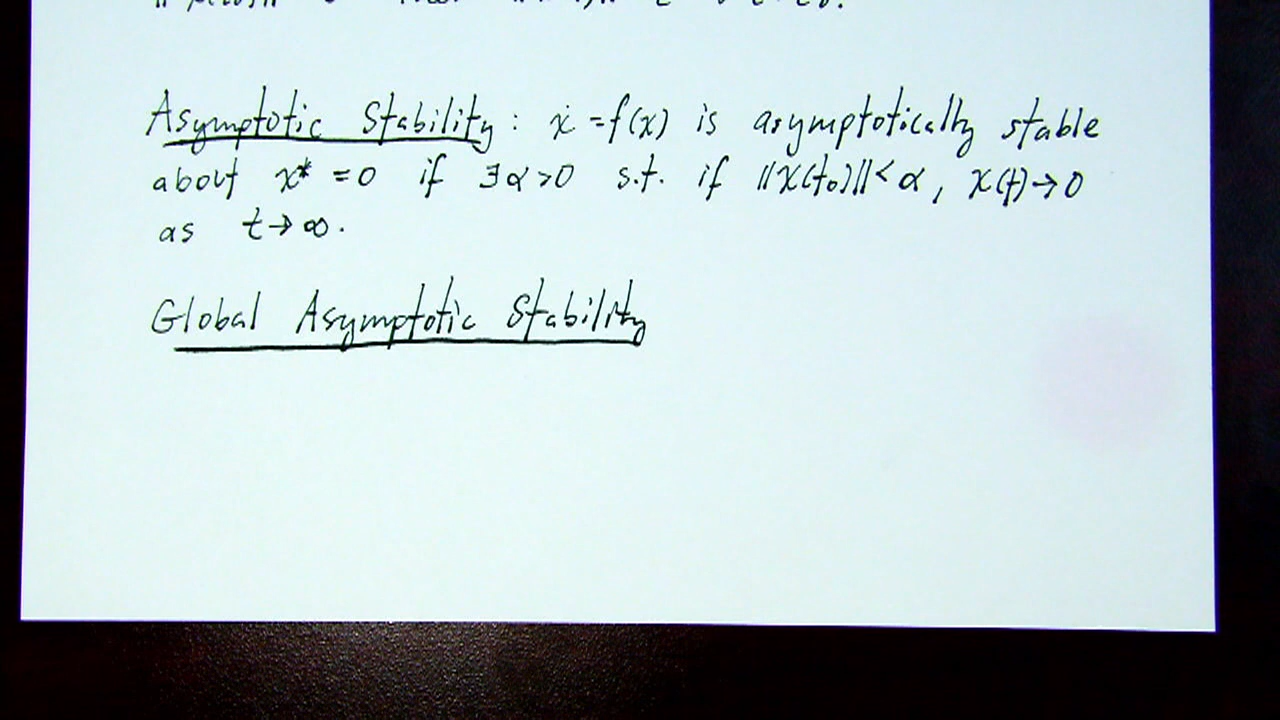 Asymptotic Stability : ẋ = f(x) is asymptotically stable
about x* = 0 if ∃ α > 0 s.t. if ||x(t₀)|| < α, x(t) → 0
as t → ∞.
Global Asymptotic Stability